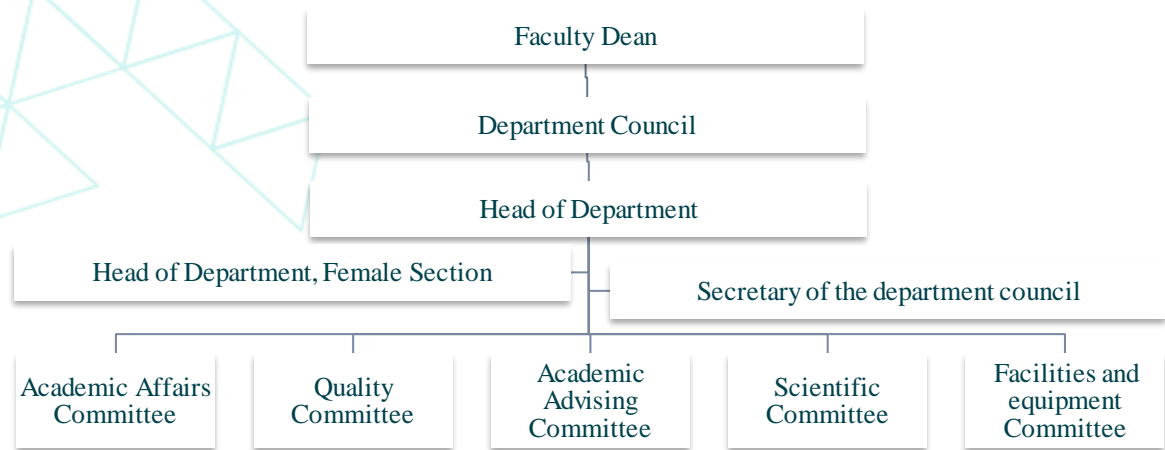 Faculty Dean
Department Council
Head of Department
Head of Department, Female Section
Secretary of the department council
Academic Affairs
Committee
Quality
Committee
Academic
Advising
Committee
Scientific
Committee
Facilities and
equipment
Committee